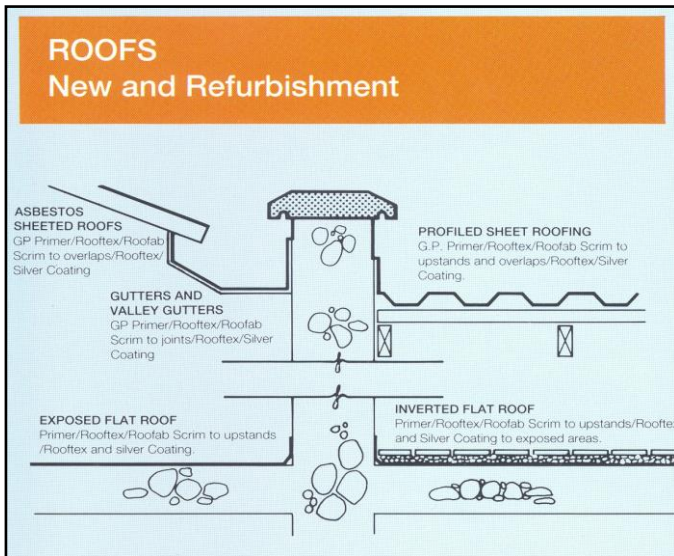 ROOFS
New and Refurbishment
ASBESTOS
SHEETED ROOFS
GP Primer/Rooftex/Roofab
Scrim to overlaps/Rooftex/
Silver Coating
GUTTERS AND
VALLEY GUTTERS
GP Primer/Rooftex/Roofab
Scrim to joints/Rooftex/Silver
Coating
PROFILED SHEET ROOFING
G.P. Primer/Rooftex/Roofab Scrim to
upstands and overlaps/Rooftex/Silver
Coating.
EXPOSED FLAT ROOF
Primer/Rooftex/Roofab Scrim to upstands
/Rooftex and silver Coating.
INVERTED FLAT ROOF
Primer/Rooftex/Roofab Scrim to upstands/Rooftex
and Silver Coating to exposed areas.